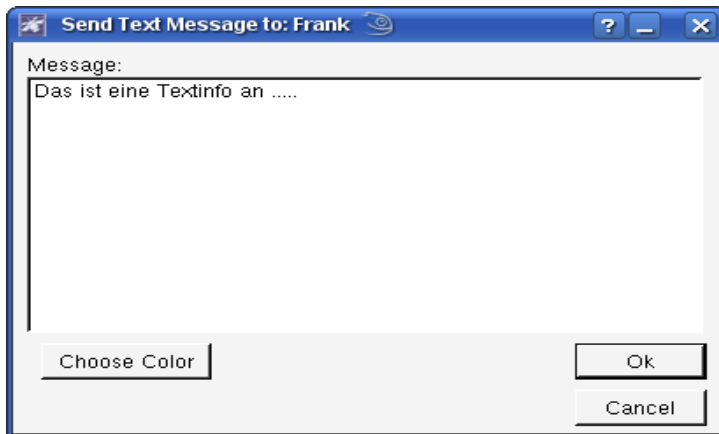 Send Text Message to: Frank
Message:
Das ist eine Textinfo an .....
Choose Color
Ok
Cancel